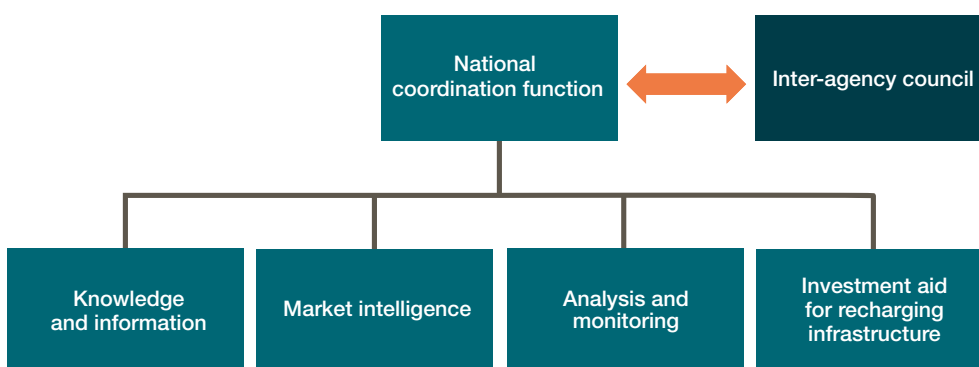 National
coordination function
Inter-agency council
Knowledge
and information
Market intelligence
Analysis and
monitoring
Investment aid
for recharging
infrastructure